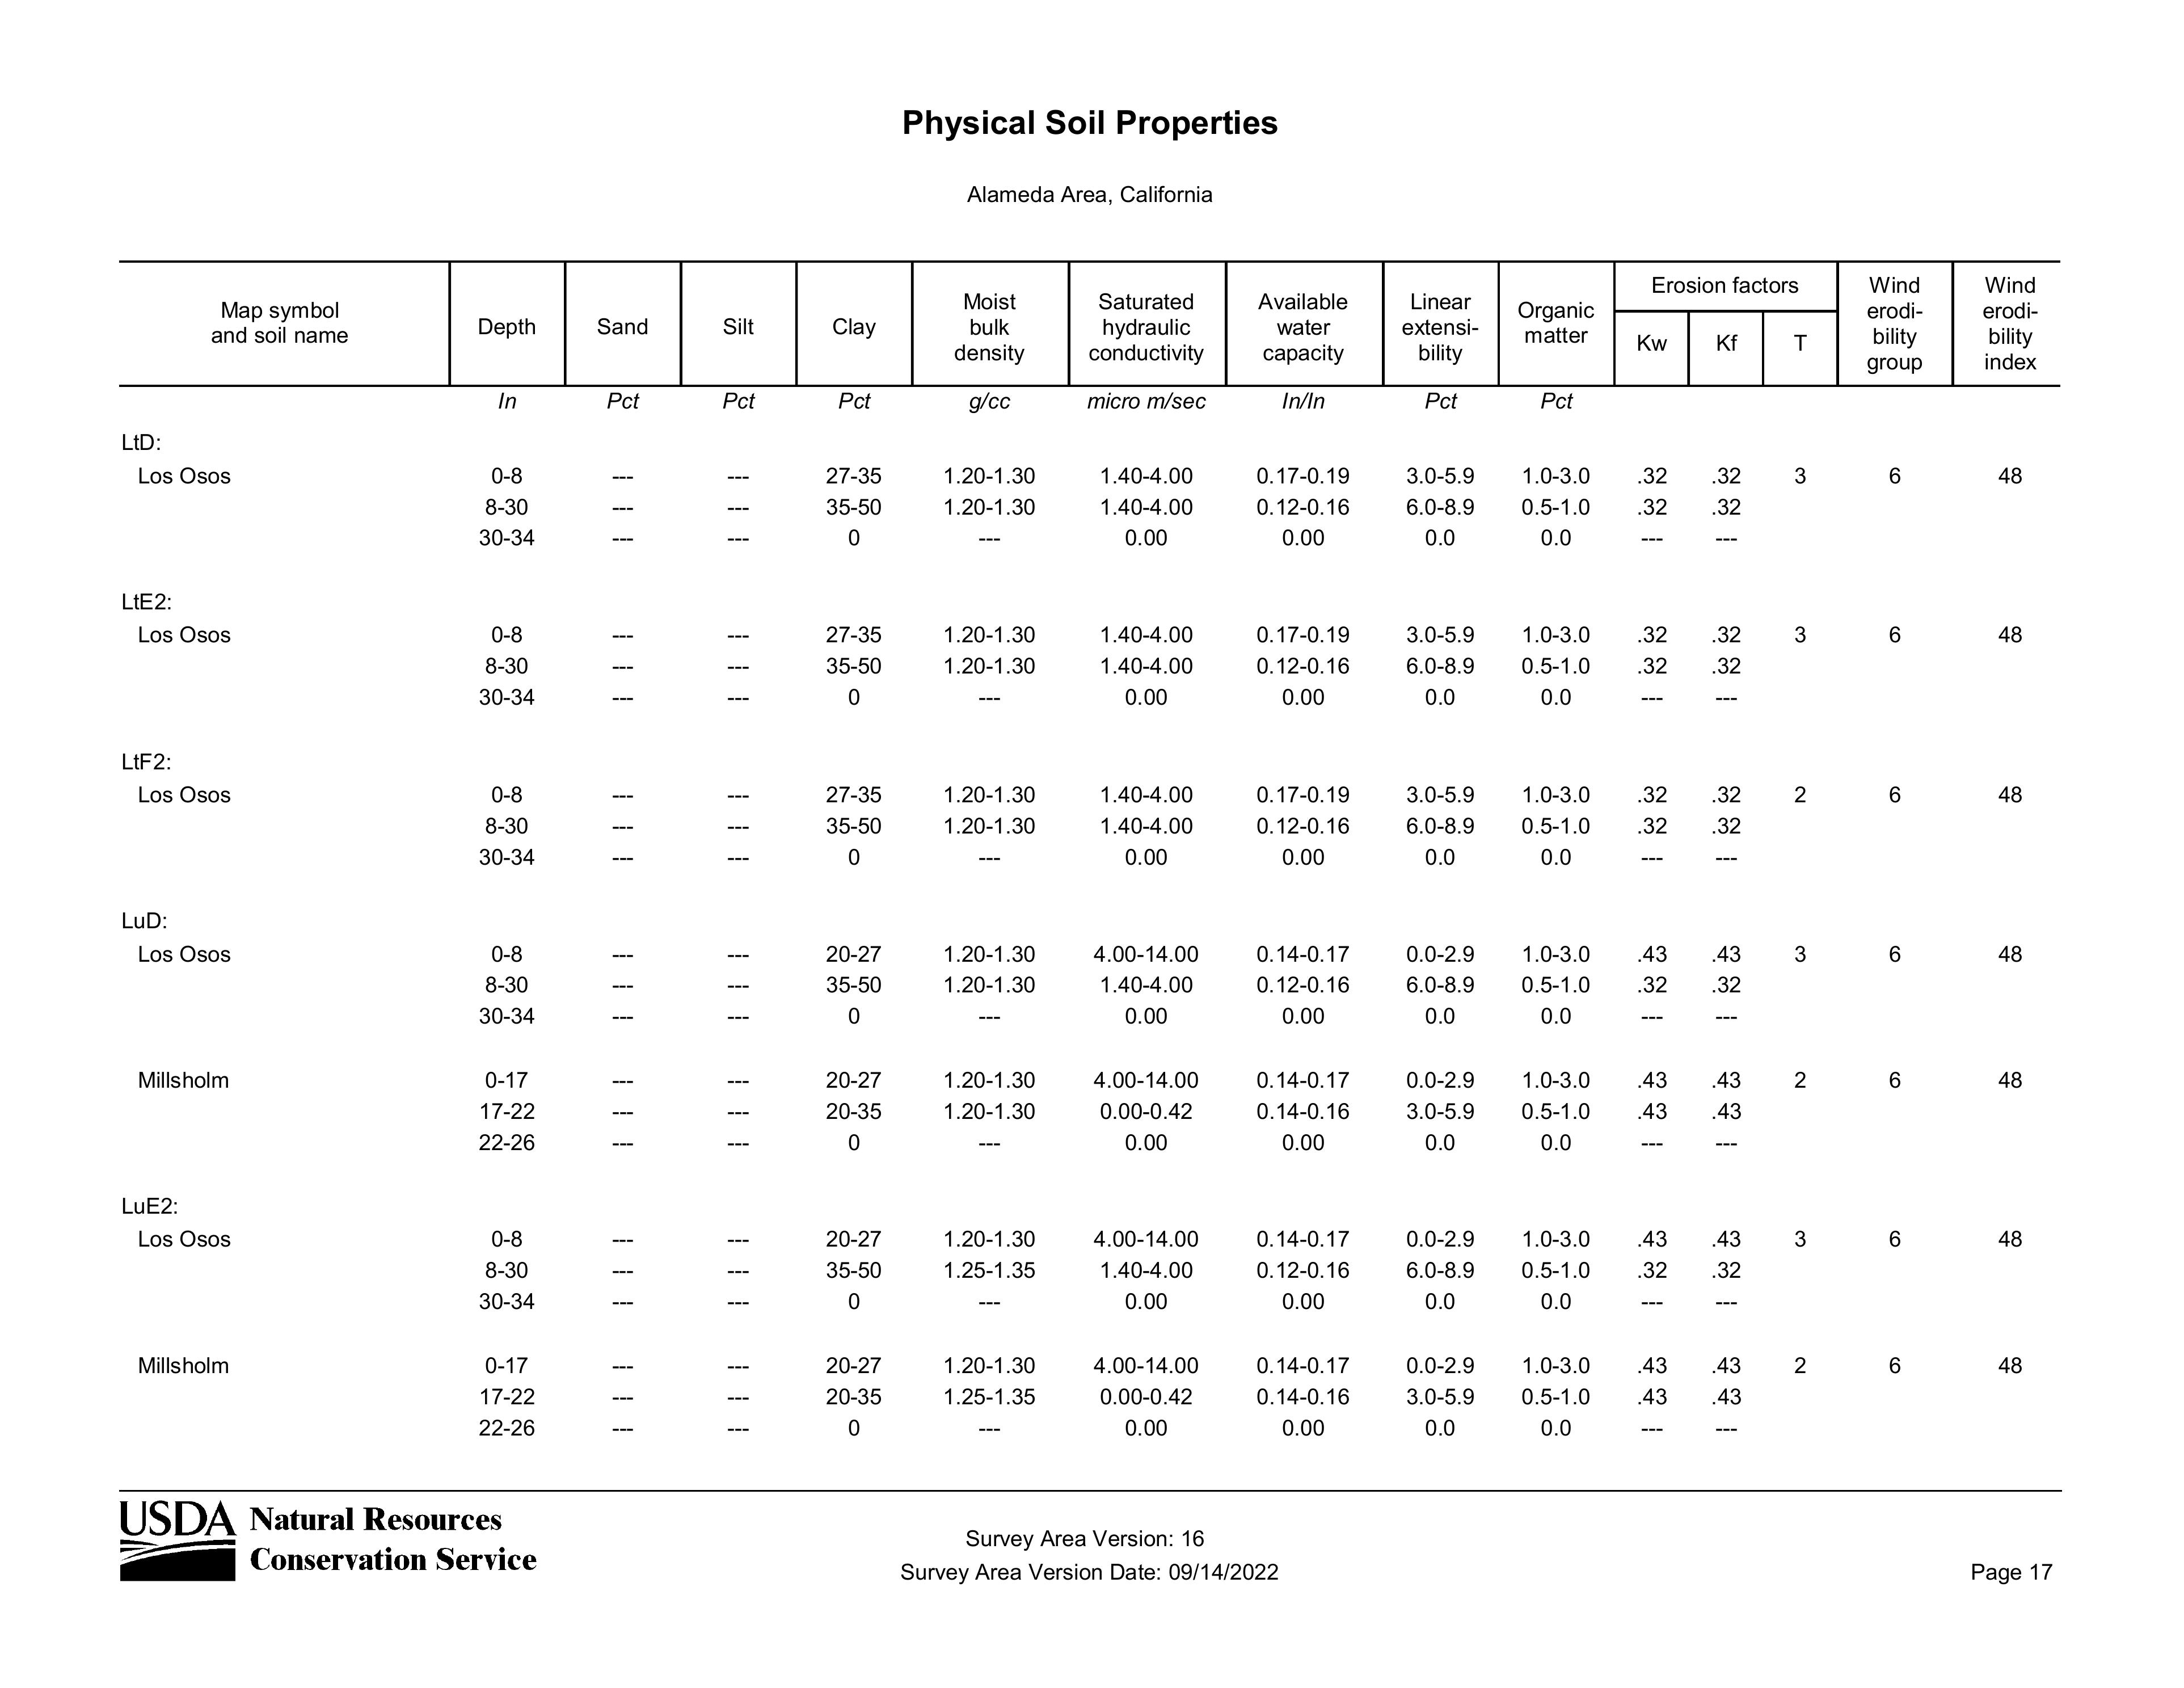 Physical Soil Properties
Alameda Area, California
Map symbol
and soil name
Depth
Sand
Silt
Clay
Moist
bulk
density
Saturated
hydraulic
conductivity
Available
water
capacity
Linear
extensi-
bility
Organic
matter
Erosion factors
Kw
Kf
T
Wind
erodi-
bility
group
Wind
erodi-
bility
index
In Pct Pct Pct g/cc micro m/sec In/In Pct Pct
LtD:
Los Osos 0-8 --- --- 27-35 1.20-1.30 1.40-4.00 0.17-0.19 3.0-5.9 1.0-3.0 .32 .32 3 6 48
8-30 --- --- 35-50 1.20-1.30 1.40-4.00 0.12-0.16 6.0-8.9 0.5-1.0 .32 .32
30-34 --- --- 0 --- 0.00 0.00 0.0 0.0 --- ---
LtE2:
Los Osos 0-8 --- --- 27-35 1.20-1.30 1.40-4.00 0.17-0.19 3.0-5.9 1.0-3.0 .32 .32 3 6 48
8-30 --- --- 35-50 1.20-1.30 1.40-4.00 0.12-0.16 6.0-8.9 0.5-1.0 .32 .32
30-34 --- --- 0 --- 0.00 0.00 0.0 0.0 --- ---
LtF2:
Los Osos 0-8 --- --- 27-35 1.20-1.30 1.40-4.00 0.17-0.19 3.0-5.9 1.0-3.0 .32 .32 2 6 48
8-30 --- --- 35-50 1.20-1.30 1.40-4.00 0.12-0.16 6.0-8.9 0.5-1.0 .32 .32
30-34 --- --- 0 --- 0.00 0.00 0.0 0.0 --- ---
LuD:
Los Osos 0-8 --- --- 20-27 1.20-1.30 4.00-14.00 0.14-0.17 0.0-2.9 1.0-3.0 .43 .43 3 6 48
8-30 --- --- 35-50 1.20-1.30 1.40-4.00 0.12-0.16 6.0-8.9 0.5-1.0 .32 .32
30-34 --- --- 0 --- 0.00 0.00 0.0 0.0 --- ---
Millsholm 0-17 --- --- 20-27 1.20-1.30 4.00-14.00 0.14-0.17 0.0-2.9 1.0-3.0 .43 .43 2 6 48
17-22 --- --- 20-35 1.20-1.30 0.00-0.42 0.14-0.16 3.0-5.9 0.5-1.0 .43 .43
22-26 --- --- 0 --- 0.00 0.00 0.0 0.0 --- ---
LuE2:
Los Osos 0-8 --- --- 20-27 1.20-1.30 4.00-14.00 0.14-0.17 0.0-2.9 1.0-3.0 .43 .43 3 6 48
8-30 --- --- 35-50 1.25-1.35 1.40-4.00 0.12-0.16 6.0-8.9 0.5-1.0 .32 .32
30-34 --- --- 0 --- 0.00 0.00 0.0 0.0 --- ---
Millsholm 0-17 --- --- 20-27 1.20-1.30 4.00-14.00 0.14-0.17 0.0-2.9 1.0-3.0 .43 .43 2 6 48
17-22 --- --- 20-35 1.25-1.35 0.00-0.42 0.14-0.16 3.0-5.9 0.5-1.0 .43 .43
22-26 --- --- 0 --- 0.00 0.00 0.0 0.0 --- ---
USDA Natural Resources
Conservation Service
Survey Area Version: 16
Survey Area Version Date: 09/14/2022
Page 17